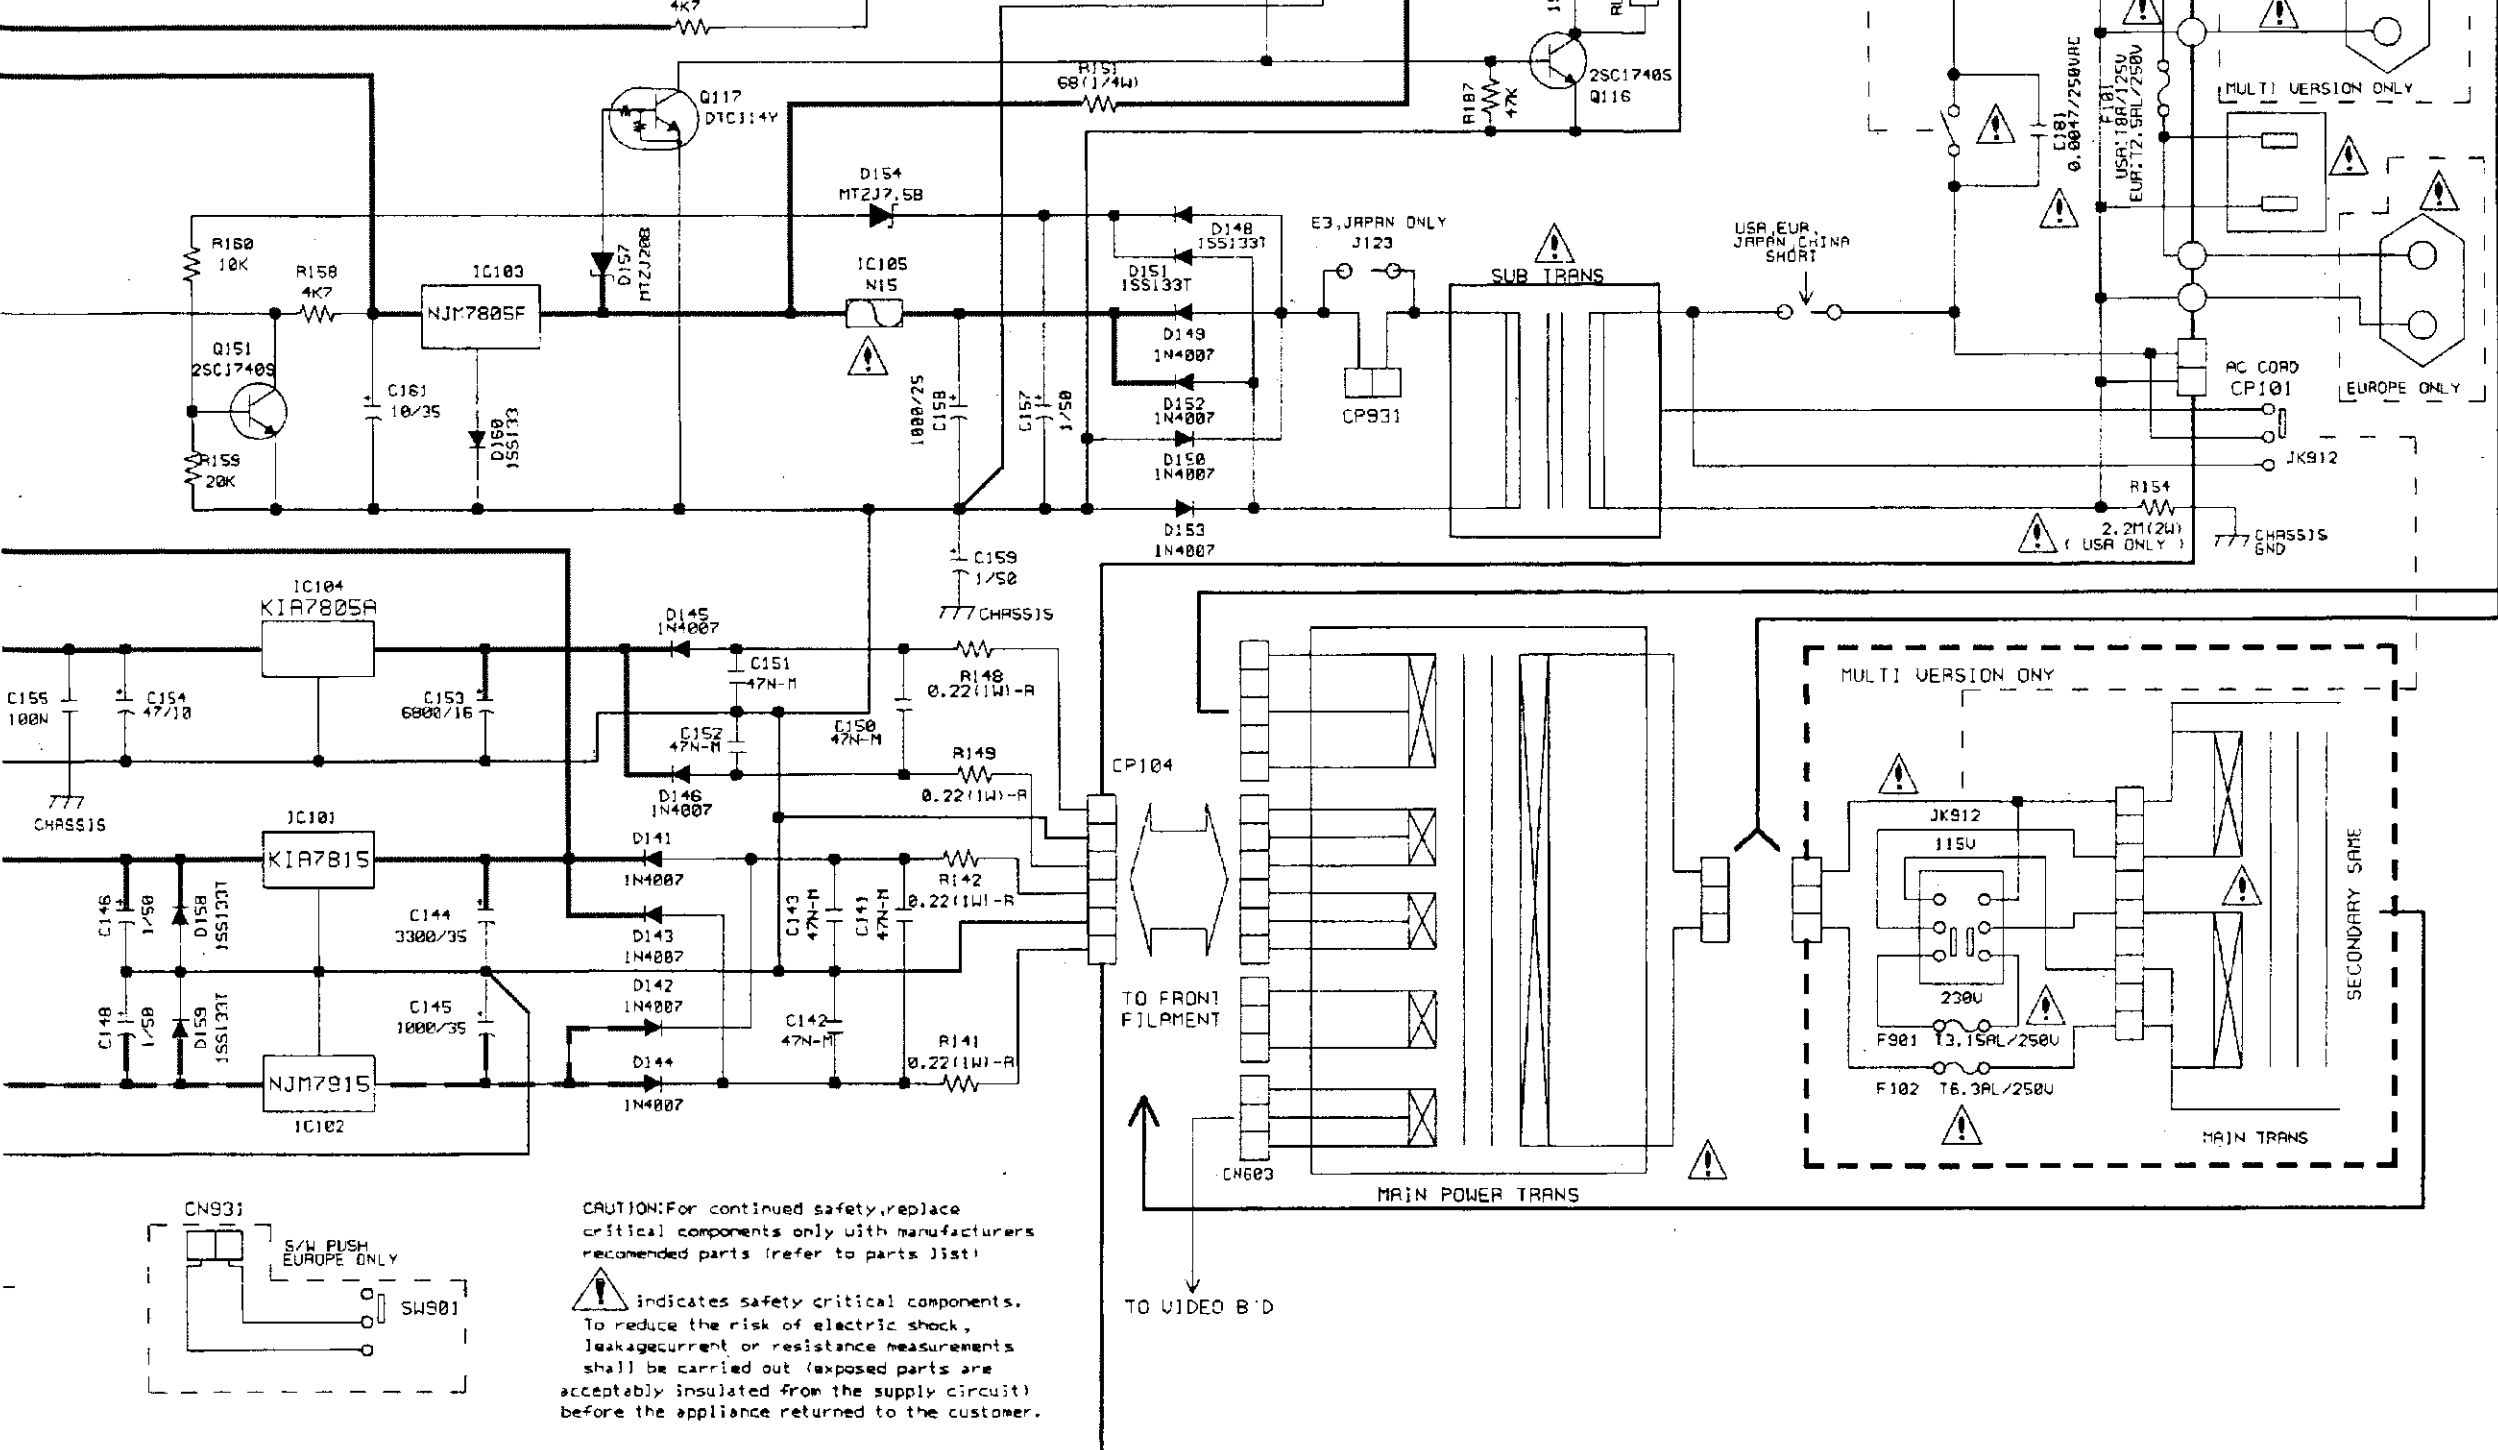 4K7
R151
68(1/4W)
Q117
DTC114Y
2SC1740S
Q116
R187
47K
C181
0.0047/250VAC
F101
USA:T8A/125V
EUR:T2.5AL/250V
MULTI VERSION ONLY
D154
MTZJ7.5B
R160
10K
R158
4K7
IC103
NJM7805F
D157
MTZJ20B
IC105
N15
D148
1SS133T
D151
1SS133T
E3,JAPAN ONLY
J123
SUB TRANS
USA,EUR,
JAPAN,CHINA
SHORT
Q151
2SC1740S
C161
10/35
D160
1SS133
C158
1000/25
C157
1/50
D149
1N4007
D152
1N4007
CP931
D150
1N4007
AC CORD
CP101
EUROPE ONLY
JK912
R159
20K
D153
1N4007
R154
2.2M(2W)
( USA ONLY )
CHASSIS
GND
C159
1/50
CHASSIS
IC104
KIA7805A
D145
1N4007
C151
47N-M
R148
0.22(1W)-R
C155
100N
C154
47/10
C153
6800/16
C152
47N-M
C150
47N-M
R149
0.22(1W)-R
D146
1N4007
CP104
CHASSIS
MULTI VERSION ONY
IC101
KIA7815
D141
1N4007
R142
0.22(1W)-R
JK912
115V
C146
1/50
D158
1SS133T
C144
3300/35
C143
47N-M
C141
47N-M
D143
1N4007
D142
1N4007
C148
1/50
D159
1SS133T
C145
1000/35
C142
47N-M
TO FRONT
FILAMENT
230V
SECONDARY SAME
F901 T3.15AL/250V
R141
0.22(1W)-R
D144
1N4007
NJM7915
IC102
F102 T6.3AL/250V
MAIN TRANS
CN603
MAIN POWER TRANS
CN931
S/W PUSH
EUROPE ONLY
SW901
CAUTION:For continued safety,replace
critical components only with manufacturers
recomended parts (refer to parts list)
indicates safety critical components.
To reduce the risk of electric shock,
leakagecurrent or resistance measurements
shall be carried out (exposed parts are
acceptably insulated from the supply circuit)
before the appliance returned to the customer.
TO VIDEO B'D